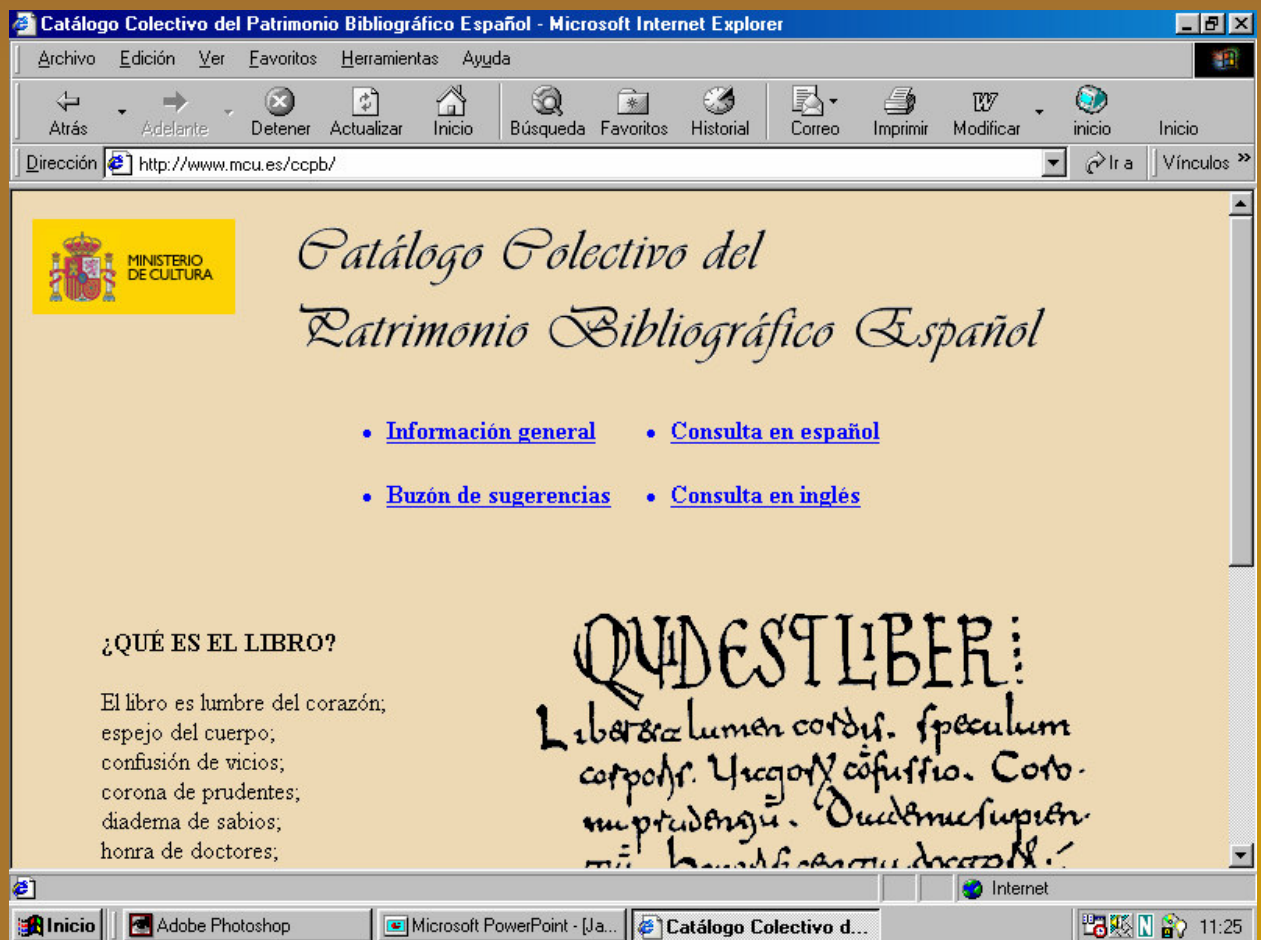 Catálogo Colectivo del Patrimonio Bibliográfico Español - Microsoft Internet Explorer
Archivo Edición Ver Favoritos Herramientas Ayuda
Atrás Adelante Detener Actualizar Inicio Búsqueda Favoritos Historial Correo Imprimir Modificar inicio Inicio
Dirección http://www.mcu.es/ccpb/ Ir a Vínculos »
MINISTERIO
DE CULTURA
Catálogo Colectivo del
Patrimonio Bibliográfico Español
• Información general • Consulta en español
• Buzón de sugerencias • Consulta en inglés
¿QUÉ ES EL LIBRO?
El libro es lumbre del corazón;
espejo del cuerpo;
confusión de vicios;
corona de prudentes;
diadema de sabios;
honra de doctores;
QUID EST LIBER
lumen cordis. speculum
Coro-
Internet
Inicio Adobe Photoshop Microsoft PowerPoint - [Ja... Catálogo Colectivo d... 11:25